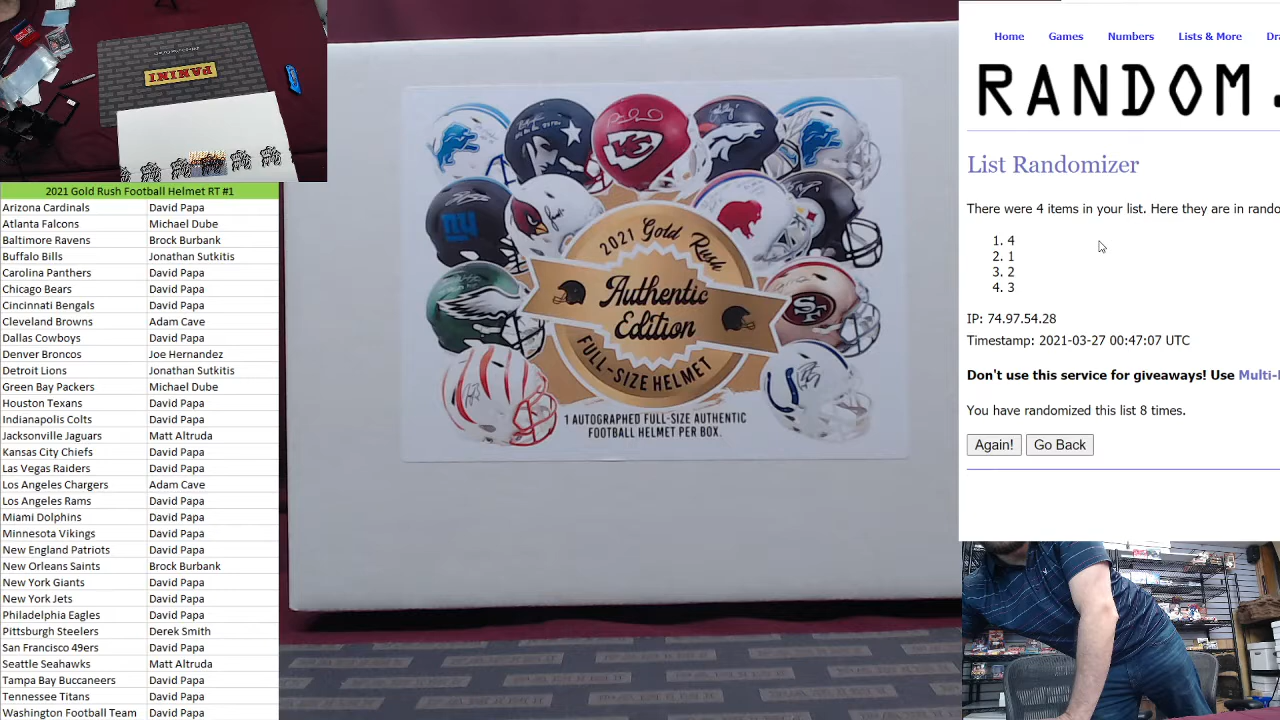 PANINI
2021 Gold Rush Football Helmet RT #1
Arizona Cardinals David Papa
Atlanta Falcons Michael Dube
Baltimore Ravens Brock Burbank
Buffalo Bills Jonathan Sutkitis
Carolina Panthers David Papa
Chicago Bears David Papa
Cincinnati Bengals David Papa
Cleveland Browns Adam Cave
Dallas Cowboys David Papa
Denver Broncos Joe Hernandez
Detroit Lions Jonathan Sutkitis
Green Bay Packers Michael Dube
Houston Texans David Papa
Indianapolis Colts David Papa
Jacksonville Jaguars Matt Altruda
Kansas City Chiefs David Papa
Las Vegas Raiders David Papa
Los Angeles Chargers Adam Cave
Los Angeles Rams David Papa
Miami Dolphins David Papa
Minnesota Vikings David Papa
New England Patriots David Papa
New Orleans Saints Brock Burbank
New York Giants David Papa
New York Jets David Papa
Philadelphia Eagles David Papa
Pittsburgh Steelers Derek Smith
San Francisco 49ers David Papa
Seattle Seahawks Matt Altruda
Tampa Bay Buccaneers David Papa
Tennessee Titans David Papa
Washington Football Team David Papa
2021 Gold Rush
Authentic
Edition
FULL-SIZE HELMET
1 AUTOGRAPHED FULL-SIZE AUTHENTIC
FOOTBALL HELMET PER BOX.
ny
SF
Home Games Numbers Lists & More
RANDOM.
List Randomizer
There were 4 items in your list. Here they are in
1. 4
2. 1
3. 2
4. 3
IP: 74.97.54.28
Timestamp: 2021-03-27 00:47:07 UTC
Don't use this service for giveaways! Use
You have randomized this list 8 times.
Again! Go Back